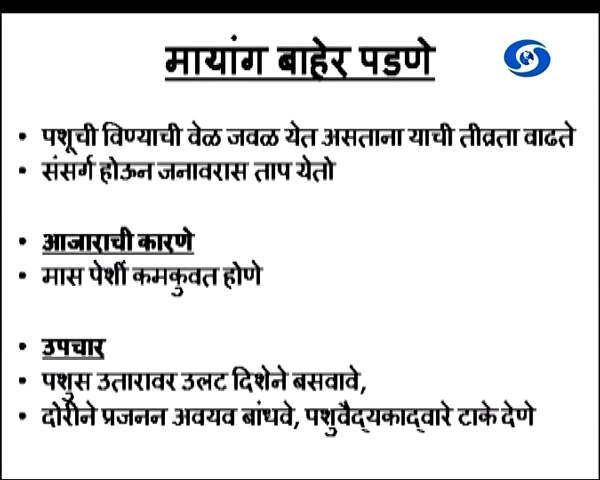 मायांग बाहेर पडणे
• पशूची विण्याची वेळ जवळ येत असताना याची तीव्रता वाढते
• संसर्ग होऊन जनावरास ताप येतो
• आजाराची कारणे
• मास पेशीं कमकुवत होणे
• उपचार
• पशुस उतारावर उलट दिशेने बसवावे,
• दोरीने प्रजनन अवयव बांधवे, पशुवैद्यकाद्वारे टाके देणे